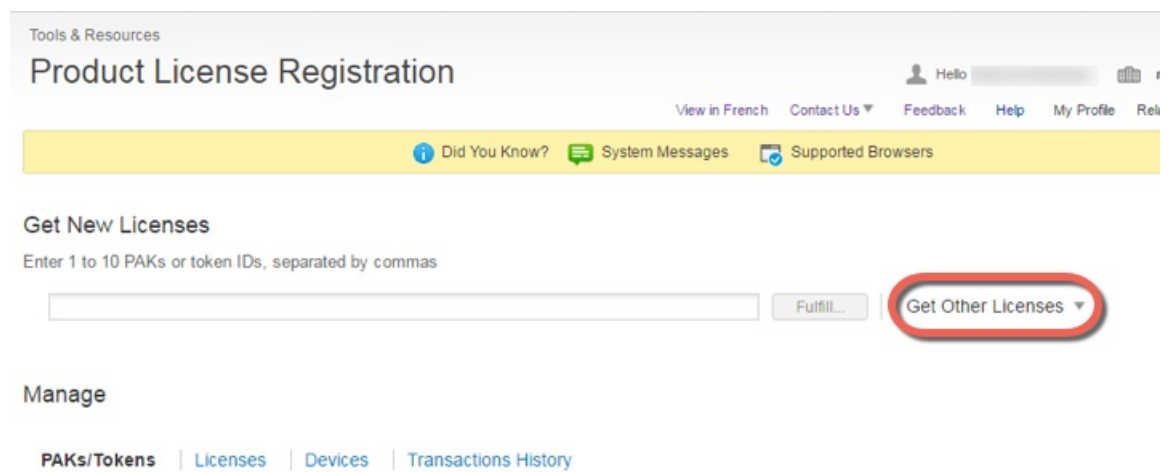 Tools & Resources
Product License Registration
Hello
View in French Contact Us Feedback Help My Profile
Did You Know? System Messages Supported Browsers
Get New Licenses
Enter 1 to 10 PAKs or token IDs, separated by commas
Fulfill... Get Other Licenses
Manage
PAKs/Tokens Licenses Devices Transactions History